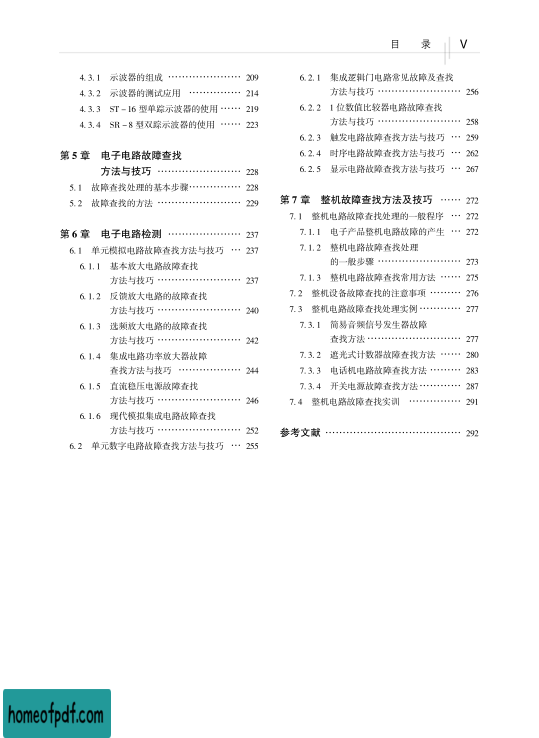 目 录 V
4.3.1 示波器的组成 ………………… 209
4.3.2 示波器的测试应用 …………… 214
4.3.3 ST-16 型单踪示波器的使用 …… 219
4.3.4 SR-8 型双踪示波器的使用 …… 223
第 5 章 电子电路故障查找
方法与技巧 …………………… 228
5.1 故障查找处理的基本步骤…………… 228
5.2 故障查找的方法 …………………… 229
第 6 章 电子电路检测 ………………… 237
6.1 单元模拟电路故障查找方法与技巧 … 237
6.1.1 基本放大电路故障查找
方法与技巧 …………………… 237
6.1.2 反馈放大电路的故障查找
方法与技巧 …………………… 240
6.1.3 选频放大电路的故障查找
方法与技巧 …………………… 242
6.1.4 集成电路功率放大器故障
查找方法与技巧 ……………… 244
6.1.5 直流稳压电源故障查找
方法与技巧 …………………… 246
6.1.6 现代模拟集成电路故障查找
方法与技巧 …………………… 252
6.2 单元数字电路故障查找方法与技巧 … 255
6.2.1 集成逻辑门电路常见故障及查找
方法与技巧 …………………… 256
6.2.2 1 位数值比较器电路故障查找
方法与技巧 …………………… 258
6.2.3 触发电路故障查找方法与技巧 … 259
6.2.4 时序电路故障查找方法与技巧 … 262
6.2.5 显示电路故障查找方法与技巧 … 267
第 7 章 整机故障查找方法及技巧 …… 272
7.1 整机电路故障查找处理的一般程序 … 272
7.1.1 电子产品整机电路故障的产生 … 272
7.1.2 整机电路故障查找处理
的一般步骤 …………………… 273
7.1.3 整机电路故障查找常用方法 …… 275
7.2 整机设备故障查找的注意事项 ……… 276
7.3 整机电路故障查找处理实例………… 277
7.3.1 简易音频信号发生器故障
查找方法……………………… 277
7.3.2 遮光式计数器故障查找方法 …… 280
7.3.3 电话机电路故障查找方法 ……… 283
7.3.4 开关电源故障查找方法………… 287
7.4 整机电路故障查找实训 …………… 291
参考文献 ………………………………… 292
homeofpdf.com